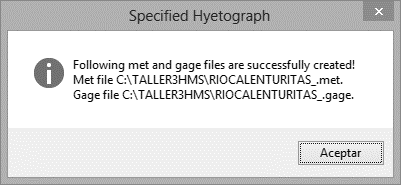 Specified Hyetograph
Following met and gage files are successfully created!
Met file C:\TALLER3HMS\RIOCALENTURITAS_.met.
Gage file C:\TALLER3HMS\RIOCALENTURITAS_.gage.
Aceptar